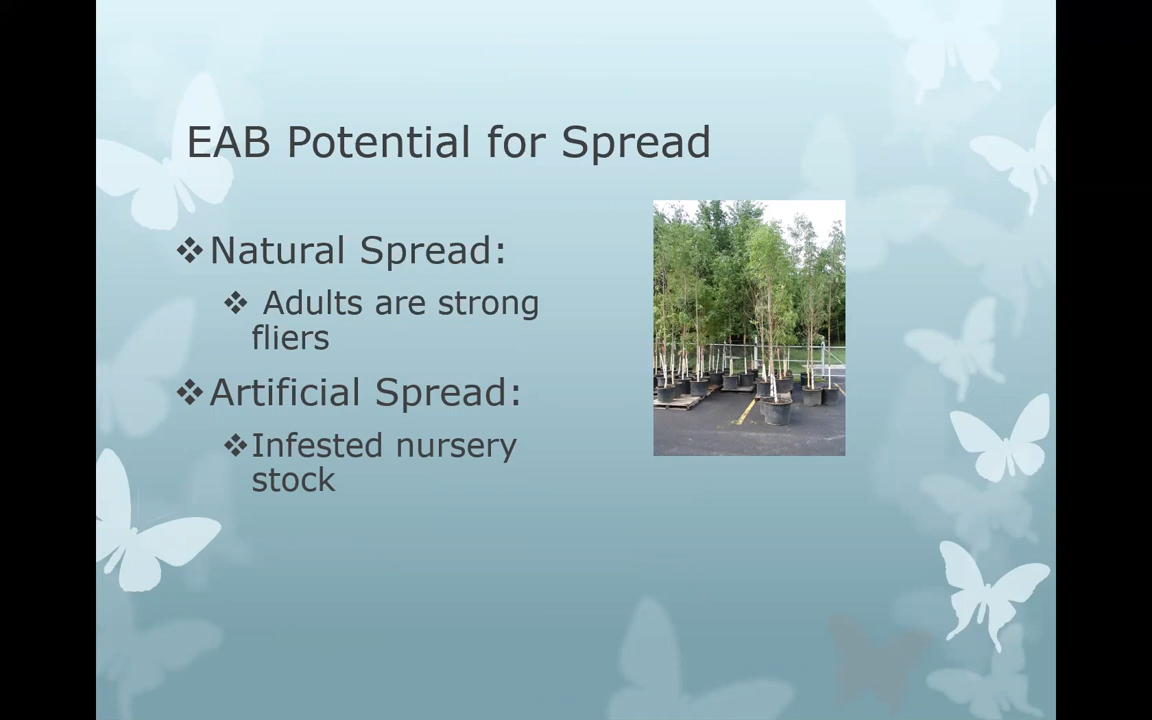 EAB Potential for Spread
❖Natural Spread:
❖ Adults are strong
fliers
❖Artificial Spread:
❖Infested nursery
stock